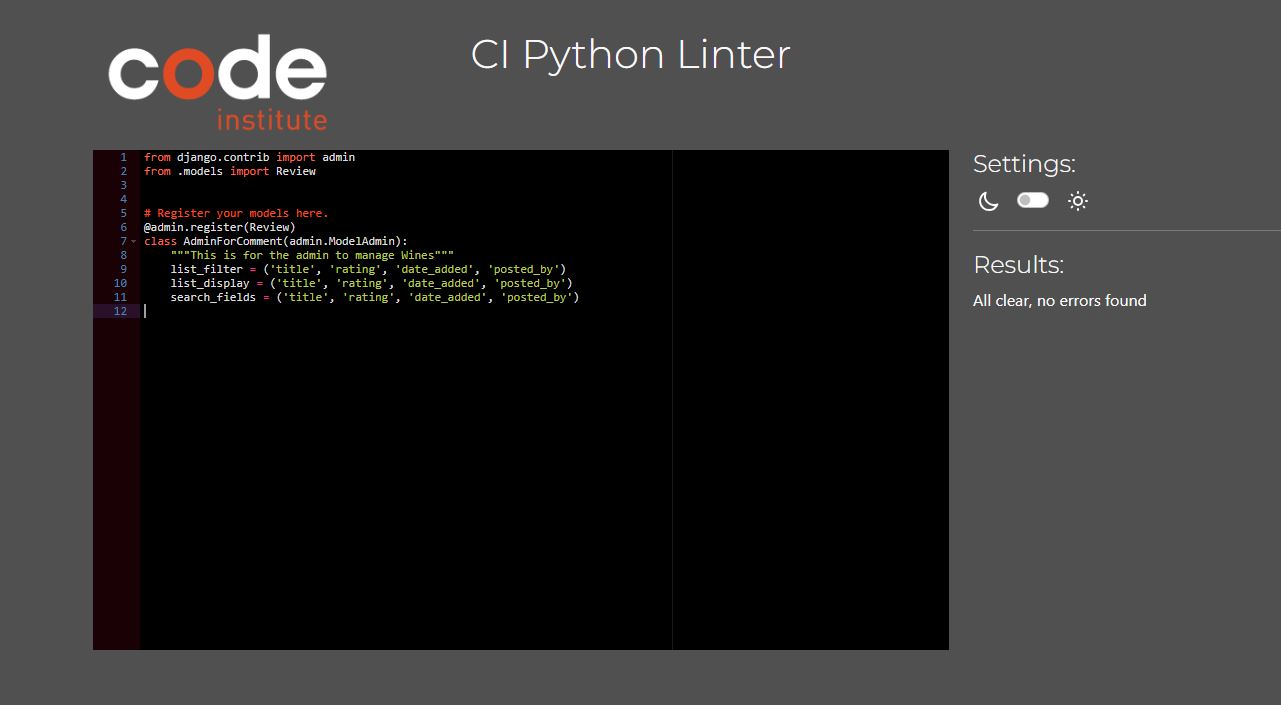 code
institute
CI Python Linter
1 from django.contrib import admin
2 from .models import Review
3
4
5 # Register your models here.
6 @admin.register(Review)
7 class AdminForComment(admin.ModelAdmin):
8     """This is for the admin to manage Wines"""
9     list_filter = ('title', 'rating', 'date_added', 'posted_by')
10     list_display = ('title', 'rating', 'date_added', 'posted_by')
11     search_fields = ('title', 'rating', 'date_added', 'posted_by')
12
Settings:
Results:
All clear, no errors found